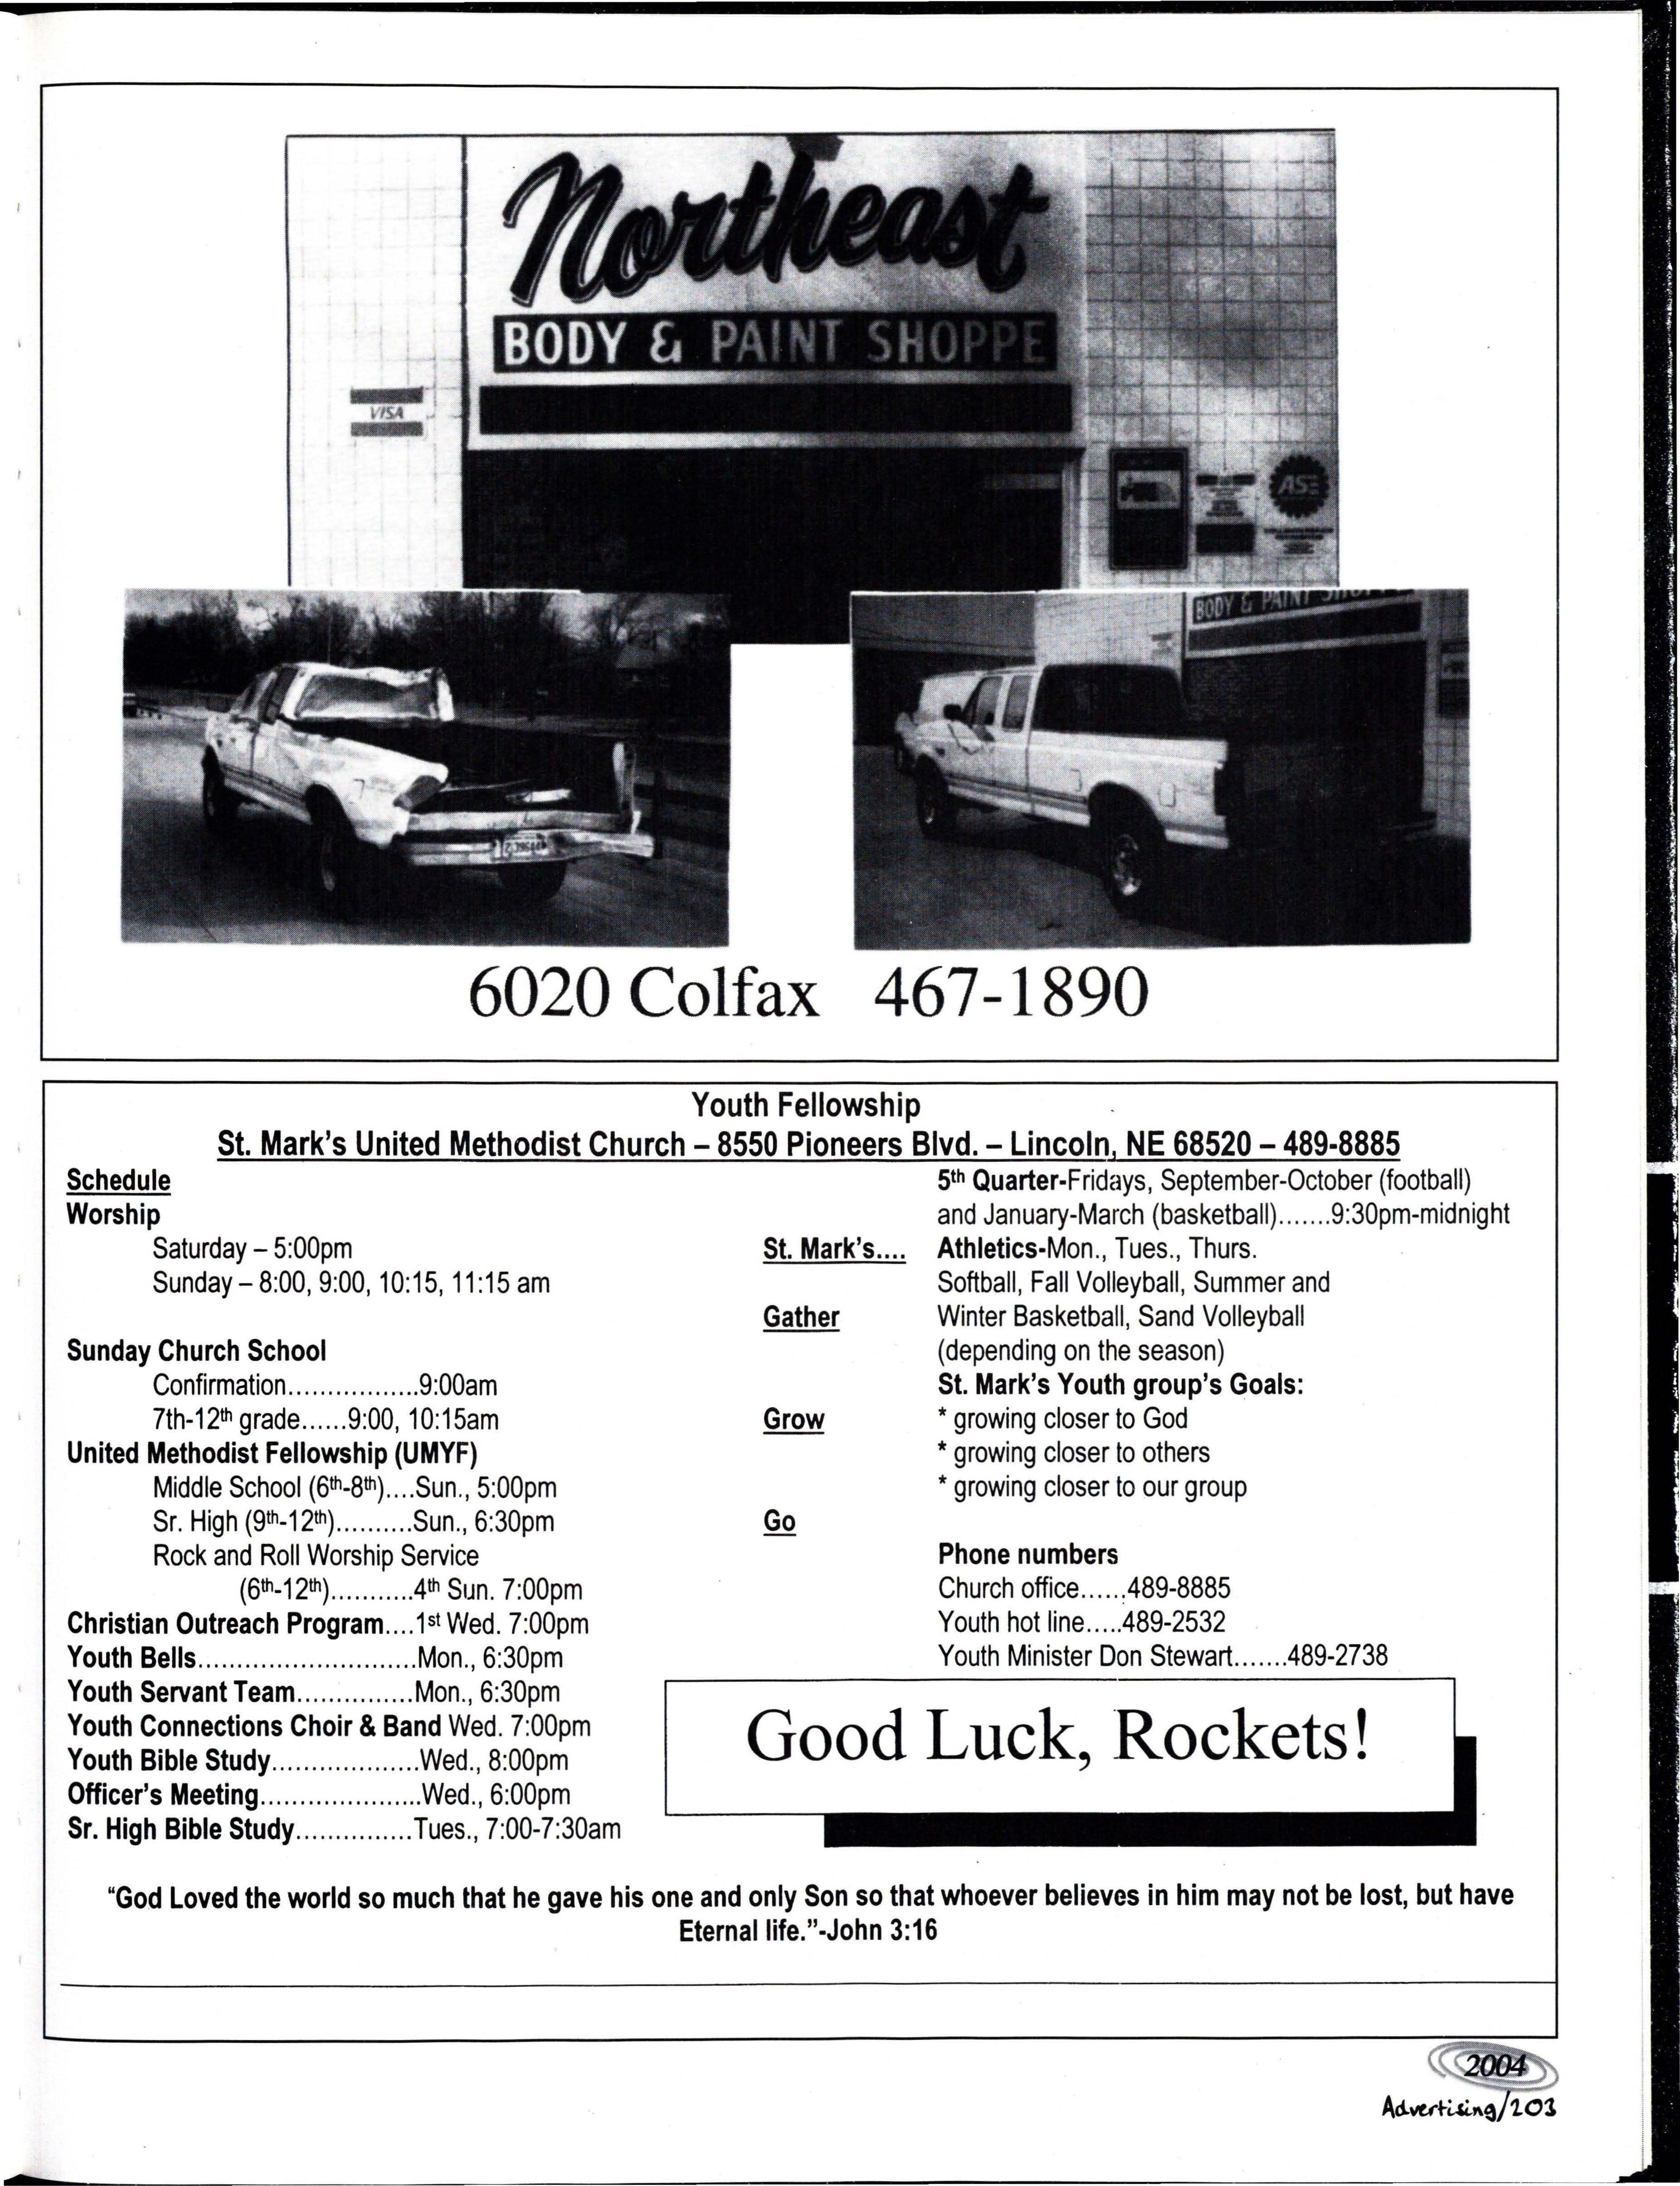 Northeast
BODY & PAINT SHOPPE
VISA
ASE
BODY & PAINT
6020 Colfax 467-1890
Youth Fellowship
St. Mark's United Methodist Church – 8550 Pioneers Blvd. – Lincoln, NE 68520 – 489-8885
Schedule
Worship
Saturday – 5:00pm
Sunday – 8:00, 9:00, 10:15, 11:15 am
Sunday Church School
Confirmation.................9:00am
7th-12th grade......9:00, 10:15am
United Methodist Fellowship (UMYF)
Middle School (6th-8th)....Sun., 5:00pm
Sr. High (9th-12th)..........Sun., 6:30pm
Rock and Roll Worship Service
(6th-12th)...........4th Sun. 7:00pm
Christian Outreach Program....1st Wed. 7:00pm
Youth Bells............................Mon., 6:30pm
Youth Servant Team...............Mon., 6:30pm
Youth Connections Choir & Band Wed. 7:00pm
Youth Bible Study...................Wed., 8:00pm
Officer's Meeting.....................Wed., 6:00pm
Sr. High Bible Study...............Tues., 7:00-7:30am
St. Mark's....
Gather
Grow
Go
5th Quarter-Fridays, September-October (football)
and January-March (basketball).......9:30pm-midnight
Athletics-Mon., Tues., Thurs.
Softball, Fall Volleyball, Summer and
Winter Basketball, Sand Volleyball
(depending on the season)
St. Mark's Youth group's Goals:
* growing closer to God
* growing closer to others
* growing closer to our group
Phone numbers
Church office......489-8885
Youth hot line.....489-2532
Youth Minister Don Stewart.......489-2738
Good Luck, Rockets!
“God Loved the world so much that he gave his one and only Son so that whoever believes in him may not be lost, but have
Eternal life.”-John 3:16
2004
Advertising/203